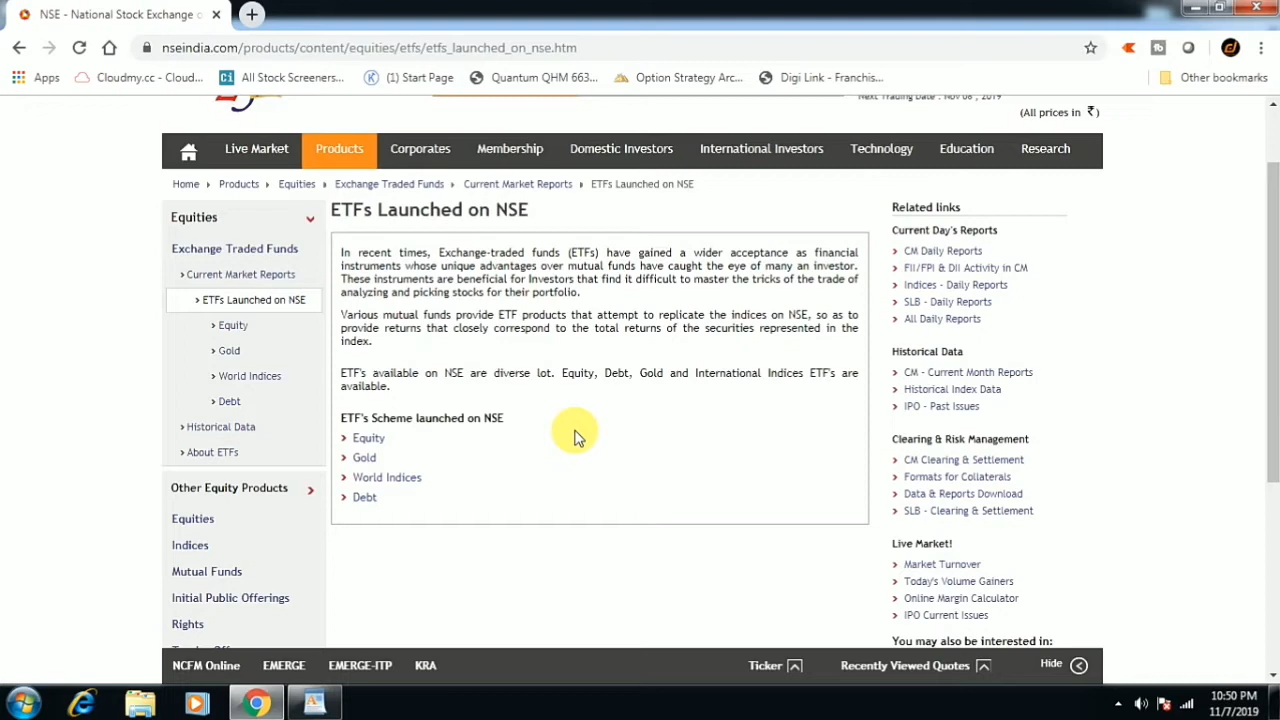 NSE - National Stock Exchange o
nseindia.com/products/content/equities/etfs/etfs_launched_on_nse.htm
Apps
Cloudmy.cc - Cloud...
All Stock Screeners...
(1) Start Page
Quantum QHM 663...
Option Strategy Arc...
Digi Link - Franchis...
Other bookmarks
Next Trading Date : Nov 08 , 2019
(All prices in ₹)
Live Market
Products
Corporates
Membership
Domestic Investors
International Investors
Technology
Education
Research
Home › Products › Equities › Exchange Traded Funds › Current Market Reports › ETFs Launched on NSE
Equities
Exchange Traded Funds
Current Market Reports
ETFs Launched on NSE
Equity
Gold
World Indices
Debt
Historical Data
About ETFs
Other Equity Products
Equities
Indices
Mutual Funds
Initial Public Offerings
Rights
ETFs Launched on NSE
In recent times, Exchange-traded funds (ETFs) have gained a wider acceptance as financial
instruments whose unique advantages over mutual funds have caught the eye of many an investor.
These instruments are beneficial for Investors that find it difficult to master the tricks of the trade of
analyzing and picking stocks for their portfolio.
Various mutual funds provide ETF products that attempt to replicate the indices on NSE, so as to
provide returns that closely correspond to the total returns of the securities represented in the
index.
ETF's available on NSE are diverse lot. Equity, Debt, Gold and International Indices ETF's are
available.
ETF's Scheme launched on NSE
Equity
Gold
World Indices
Debt
Related links
Current Day's Reports
CM Daily Reports
FII/FPI & DII Activity in CM
Indices - Daily Reports
SLB - Daily Reports
All Daily Reports
Historical Data
CM - Current Month Reports
Historical Index Data
IPO - Past Issues
Clearing & Risk Management
CM Clearing & Settlement
Formats for Collaterals
Data & Reports Download
SLB - Clearing & Settlement
Live Market!
Market Turnover
Today's Volume Gainers
Online Margin Calculator
IPO Current Issues
You may also be interested in:
NCFM Online
EMERGE
EMERGE-ITP
KRA
Ticker
Recently Viewed Quotes
Hide
10:50 PM
11/7/2019